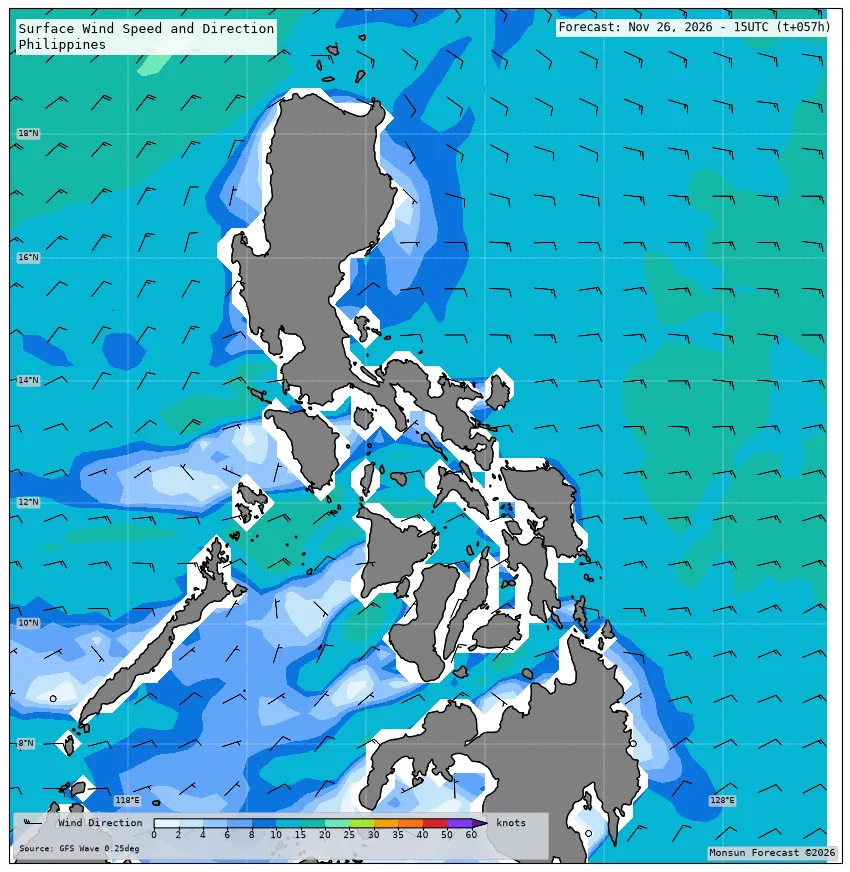 Surface Wind Speed and Direction
Philippines
Forecast: Nov 26, 2026 - 15UTC (t+057h)
18°N
16°N
14°N
12°N
10°N
8°N
118°E
128°E
Wind Direction
0 2 4 6 8 10 15 20 25 30 35 40 50 60
knots
Source: GFS Wave 0.25deg
Monsun Forecast ©2026